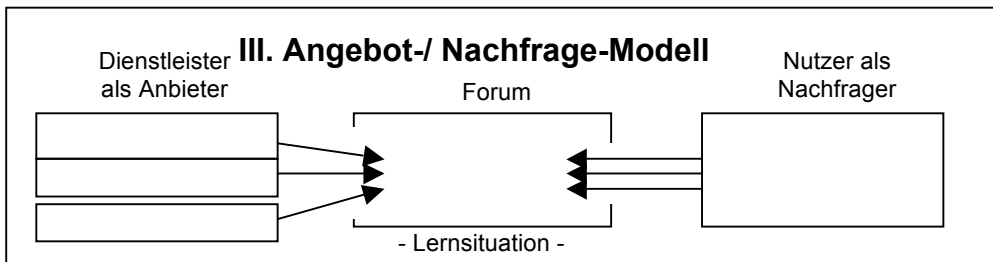 III. Angebot-/ Nachfrage-Modell
Dienstleister
als Anbieter
Forum
Nutzer als
Nachfrager
- Lernsituation -